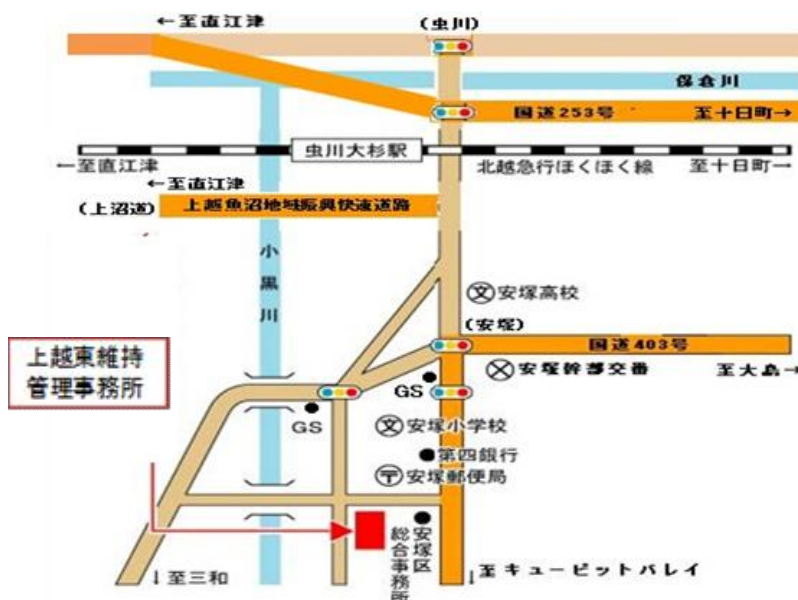 ←至直江津
(虫川)
保倉川
国道253号
至十日町→
虫川大杉駅
←至直江津
北越急行ほくほく線
至十日町→
←至直江津
(上沼道)
上越魚沼地域振興快速道路
小黒川
文
安塚高校
(安塚)
国道403号
上越東維持
管理事務所
GS
安塚幹部交番
至大島→
GS
文
安塚小学校
第四銀行
〒
安塚郵便局
安塚区
総合事務所
↓至三和
↓至キューピットバレイ